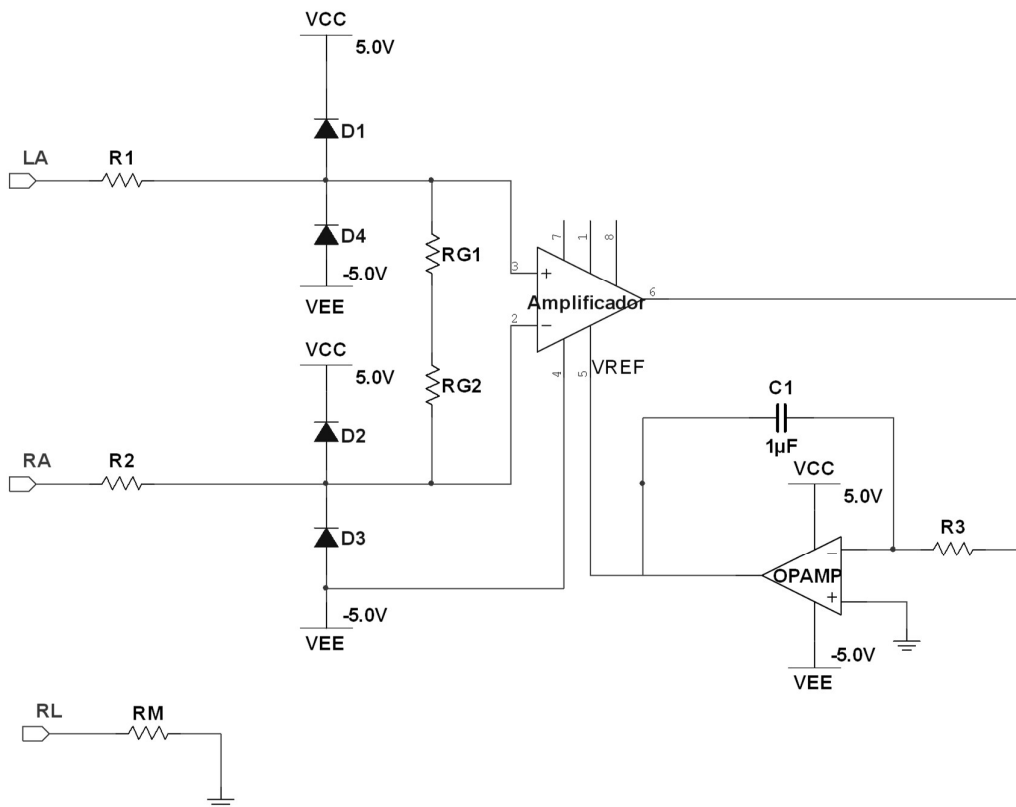 VCC
5.0V
D1
LA
R1
D4
-5.0V
VEE
RG1
7
1
8
3
+
Amplificador
6
2
−
VCC
5.0V
RG2
4
5
VREF
D2
C1
1µF
RA
R2
VCC
5.0V
D3
R3
−
OPAMP
+
-5.0V
VEE
-5.0V
VEE
RL
RM